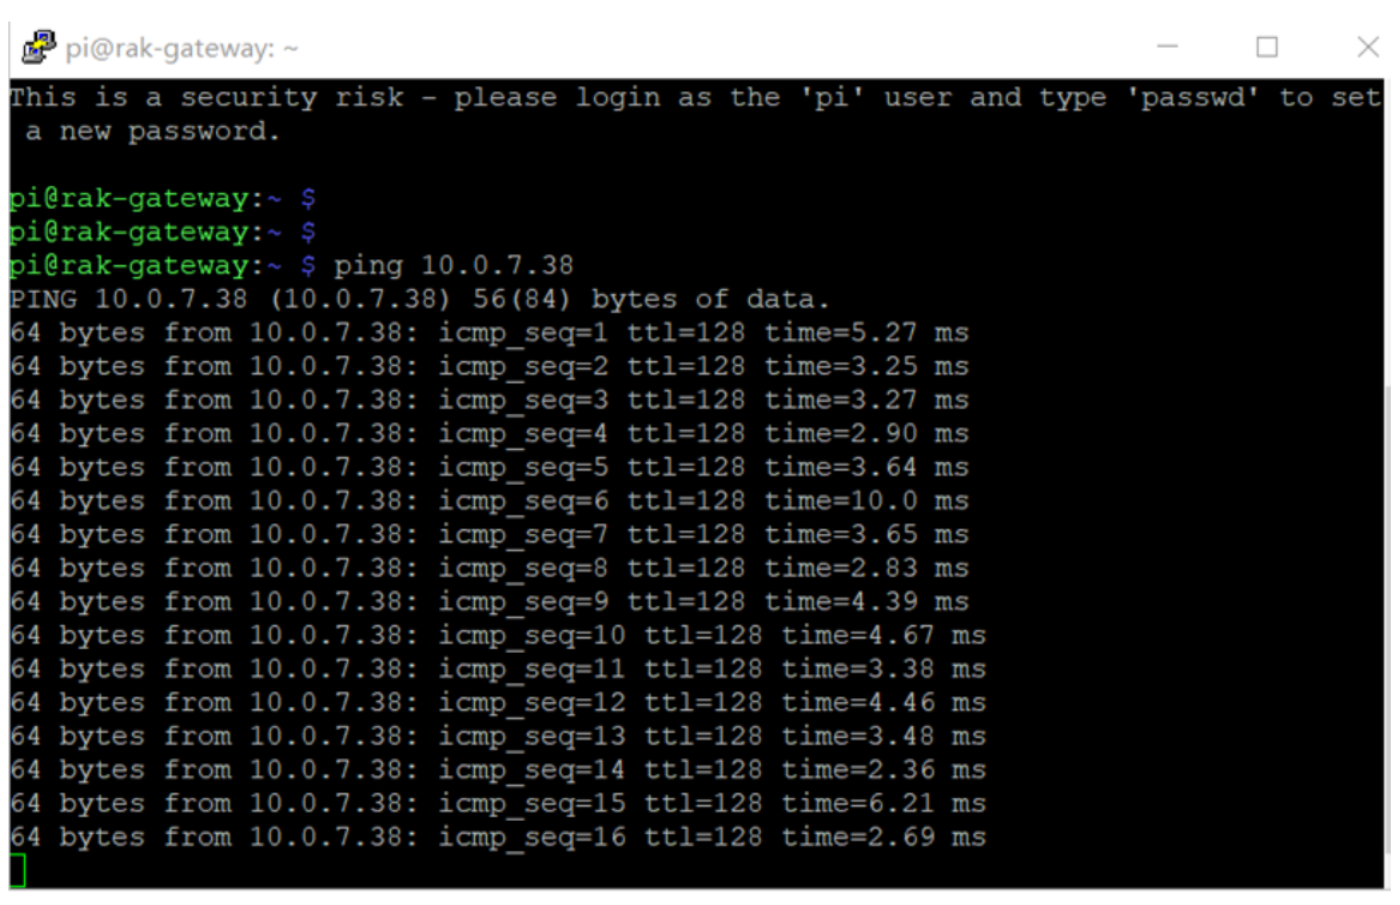 pi@rak-gateway: ~
This is a security risk - please login as the 'pi' user and type 'passwd' to set
 a new password.
pi@rak-gateway:~ $
pi@rak-gateway:~ $
pi@rak-gateway:~ $ ping 10.0.7.38
PING 10.0.7.38 (10.0.7.38) 56(84) bytes of data.
64 bytes from 10.0.7.38: icmp_seq=1 ttl=128 time=5.27 ms
64 bytes from 10.0.7.38: icmp_seq=2 ttl=128 time=3.25 ms
64 bytes from 10.0.7.38: icmp_seq=3 ttl=128 time=3.27 ms
64 bytes from 10.0.7.38: icmp_seq=4 ttl=128 time=2.90 ms
64 bytes from 10.0.7.38: icmp_seq=5 ttl=128 time=3.64 ms
64 bytes from 10.0.7.38: icmp_seq=6 ttl=128 time=10.0 ms
64 bytes from 10.0.7.38: icmp_seq=7 ttl=128 time=3.65 ms
64 bytes from 10.0.7.38: icmp_seq=8 ttl=128 time=2.83 ms
64 bytes from 10.0.7.38: icmp_seq=9 ttl=128 time=4.39 ms
64 bytes from 10.0.7.38: icmp_seq=10 ttl=128 time=4.67 ms
64 bytes from 10.0.7.38: icmp_seq=11 ttl=128 time=3.38 ms
64 bytes from 10.0.7.38: icmp_seq=12 ttl=128 time=4.46 ms
64 bytes from 10.0.7.38: icmp_seq=13 ttl=128 time=3.48 ms
64 bytes from 10.0.7.38: icmp_seq=14 ttl=128 time=2.36 ms
64 bytes from 10.0.7.38: icmp_seq=15 ttl=128 time=6.21 ms
64 bytes from 10.0.7.38: icmp_seq=16 ttl=128 time=2.69 ms